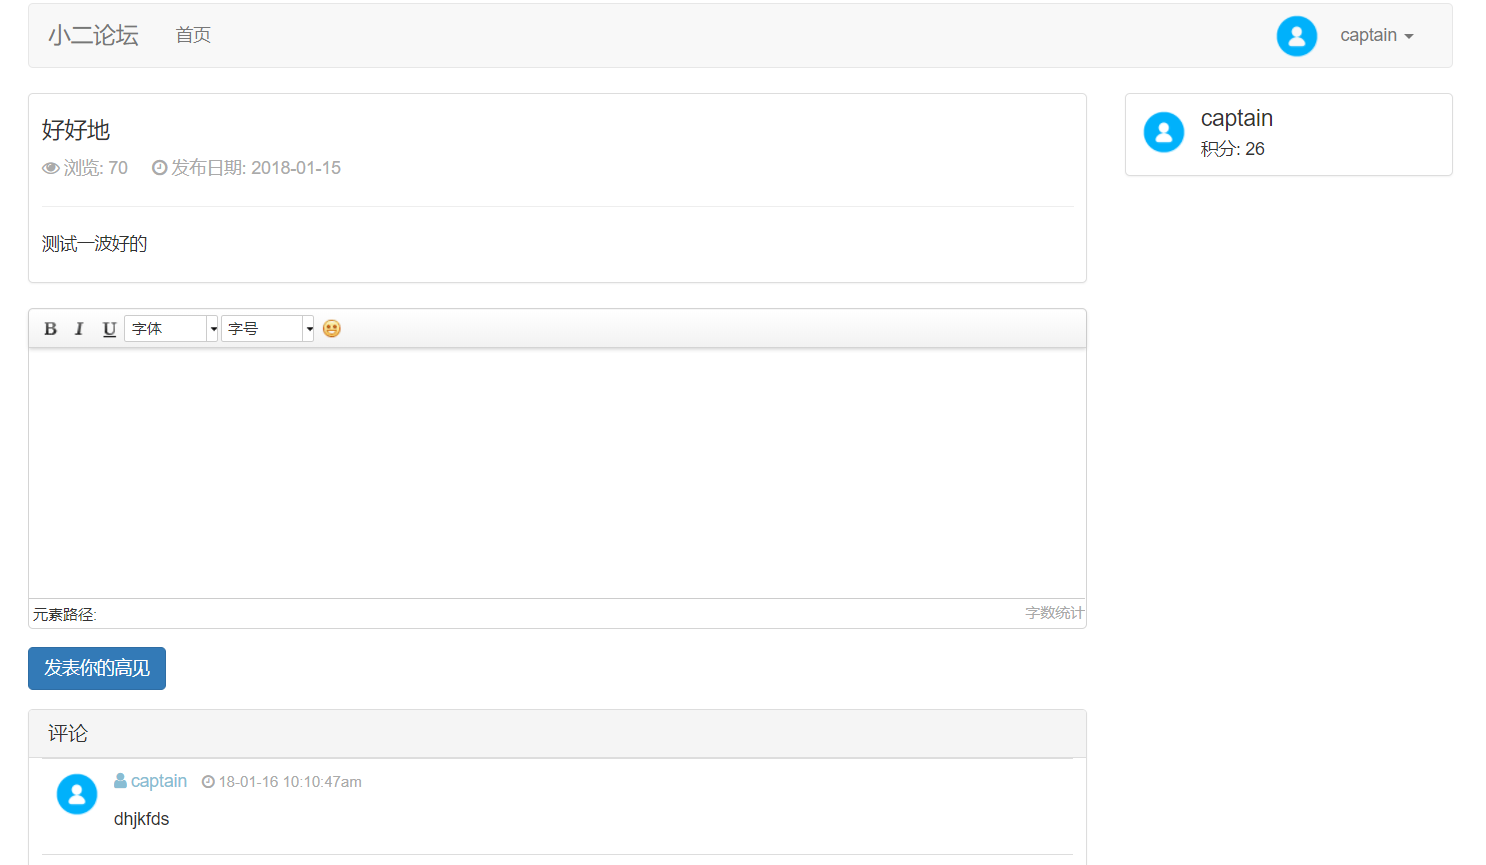 小二论坛 首页 captain
好好地
浏览: 70 发布日期: 2018-01-15
测试一波好的
captain
积分: 26
B I U 字体 字号
元素路径: 字数统计
发表你的高见
评论
captain 18-01-16 10:10:47am
dhjkfds